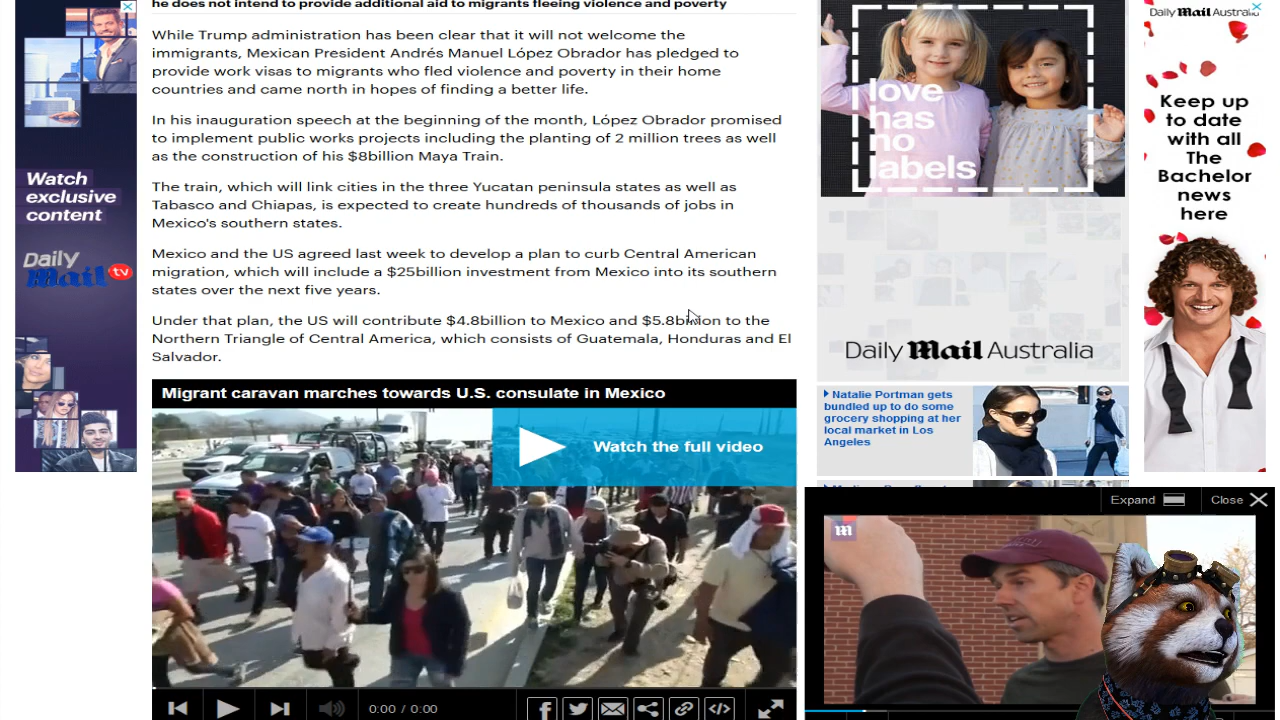 he does not intend to provide additional aid to migrants fleeing violence and poverty
While Trump administration has been clear that it will not welcome the
immigrants, Mexican President Andrés Manuel López Obrador has pledged to
provide work visas to migrants who fled violence and poverty in their home
countries and came north in hopes of finding a better life.
In his inauguration speech at the beginning of the month, López Obrador promised
to implement public works projects including the planting of 2 million trees as well
as the construction of his $8billion Maya Train.
The train, which will link cities in the three Yucatan peninsula states as well as
Tabasco and Chiapas, is expected to create hundreds of thousands of jobs in
Mexico's southern states.
Mexico and the US agreed last week to develop a plan to curb Central American
migration, which will include a $25billion investment from Mexico into its southern
states over the next five years.
Under that plan, the US will contribute $4.8billion to Mexico and $5.8billion to the
Northern Triangle of Central America, which consists of Guatemala, Honduras and El
Salvador.
Migrant caravan marches towards U.S. consulate in Mexico
Watch the full video
0:00 / 0:00
Watch
exclusive
content
Daily
Mail tv
love
has
no
labels
Daily Mail Australia
Natalie Portman gets
bundled up to do some
grocery shopping at her
local market in Los
Angeles
Expand
Close
m
Daily Mail Australia
Keep up
to date
with all
The
Bachelor
news
here